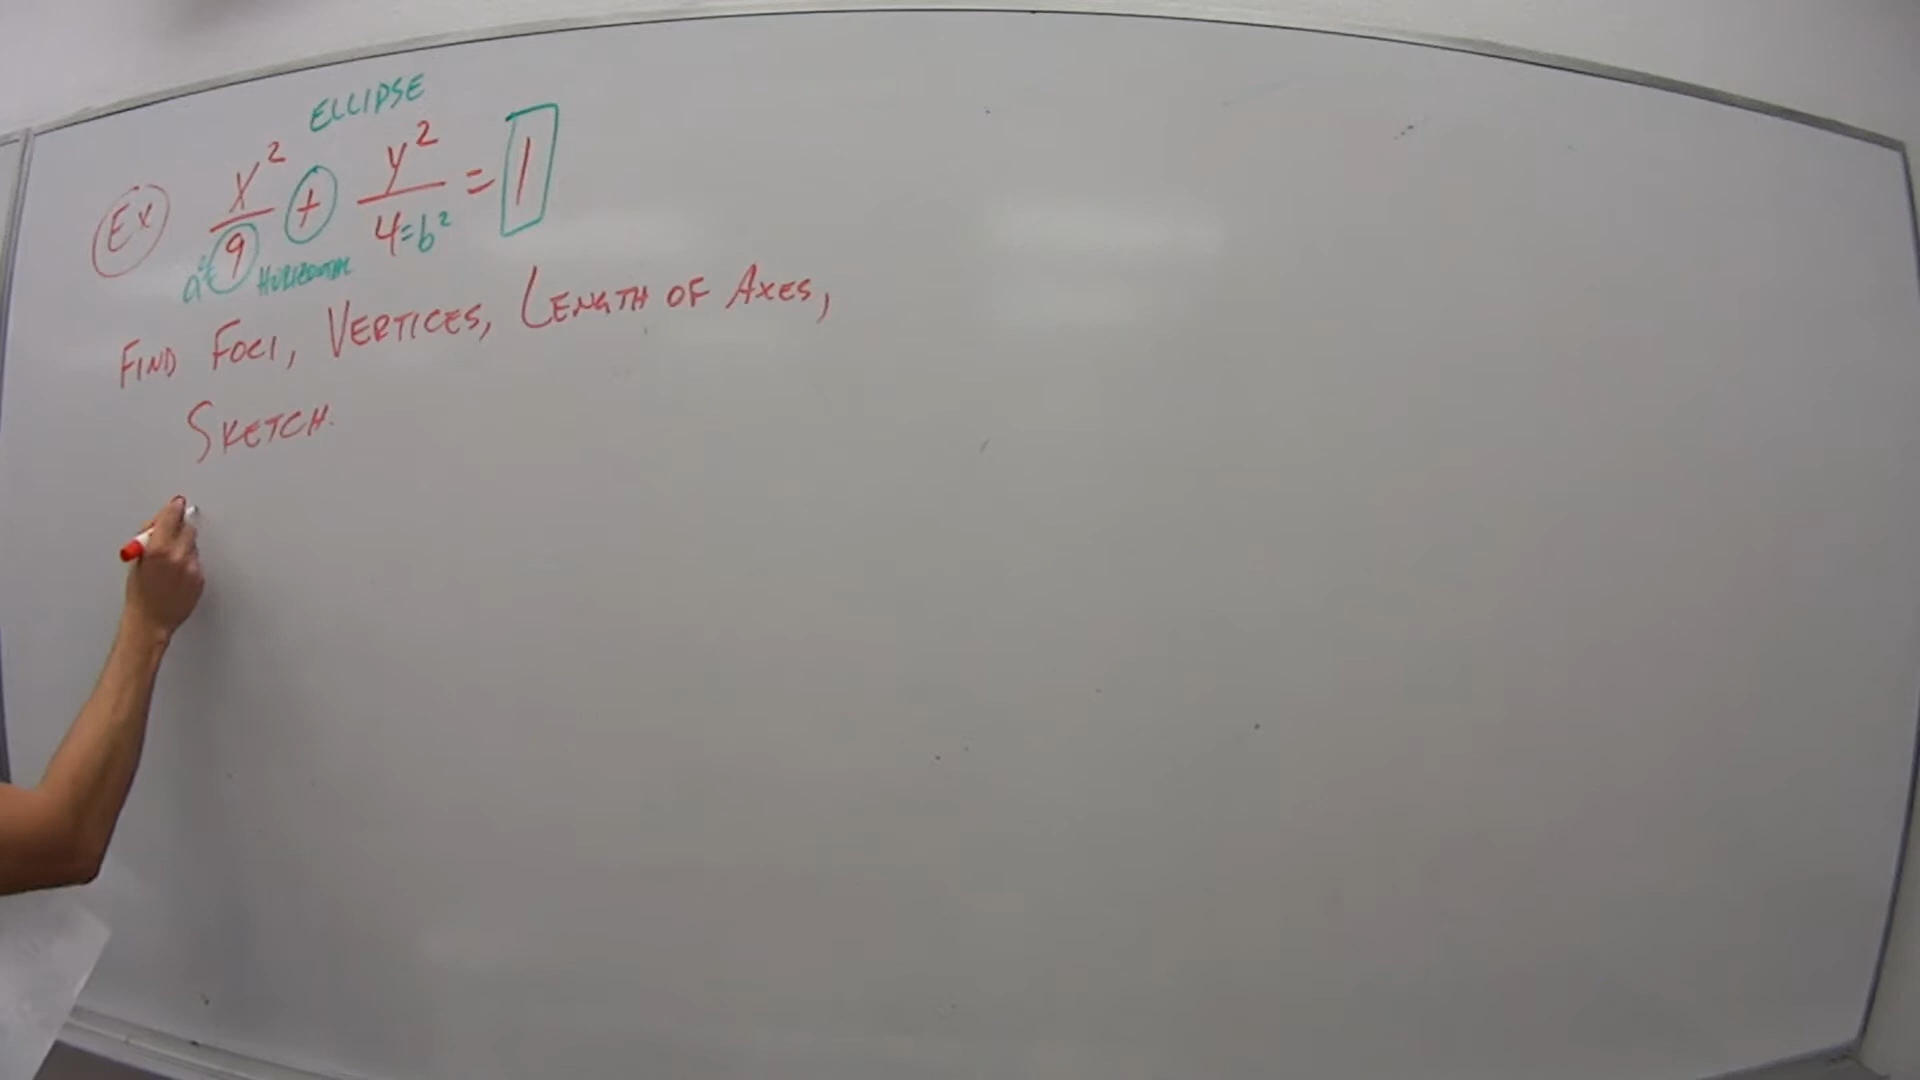 ELLIPSE
Ex x²/9 + y²/4 = 1
a² = HORIZONTAL =b²
FIND FOCI, VERTICES, LENGTH OF AXES,
SKETCH.